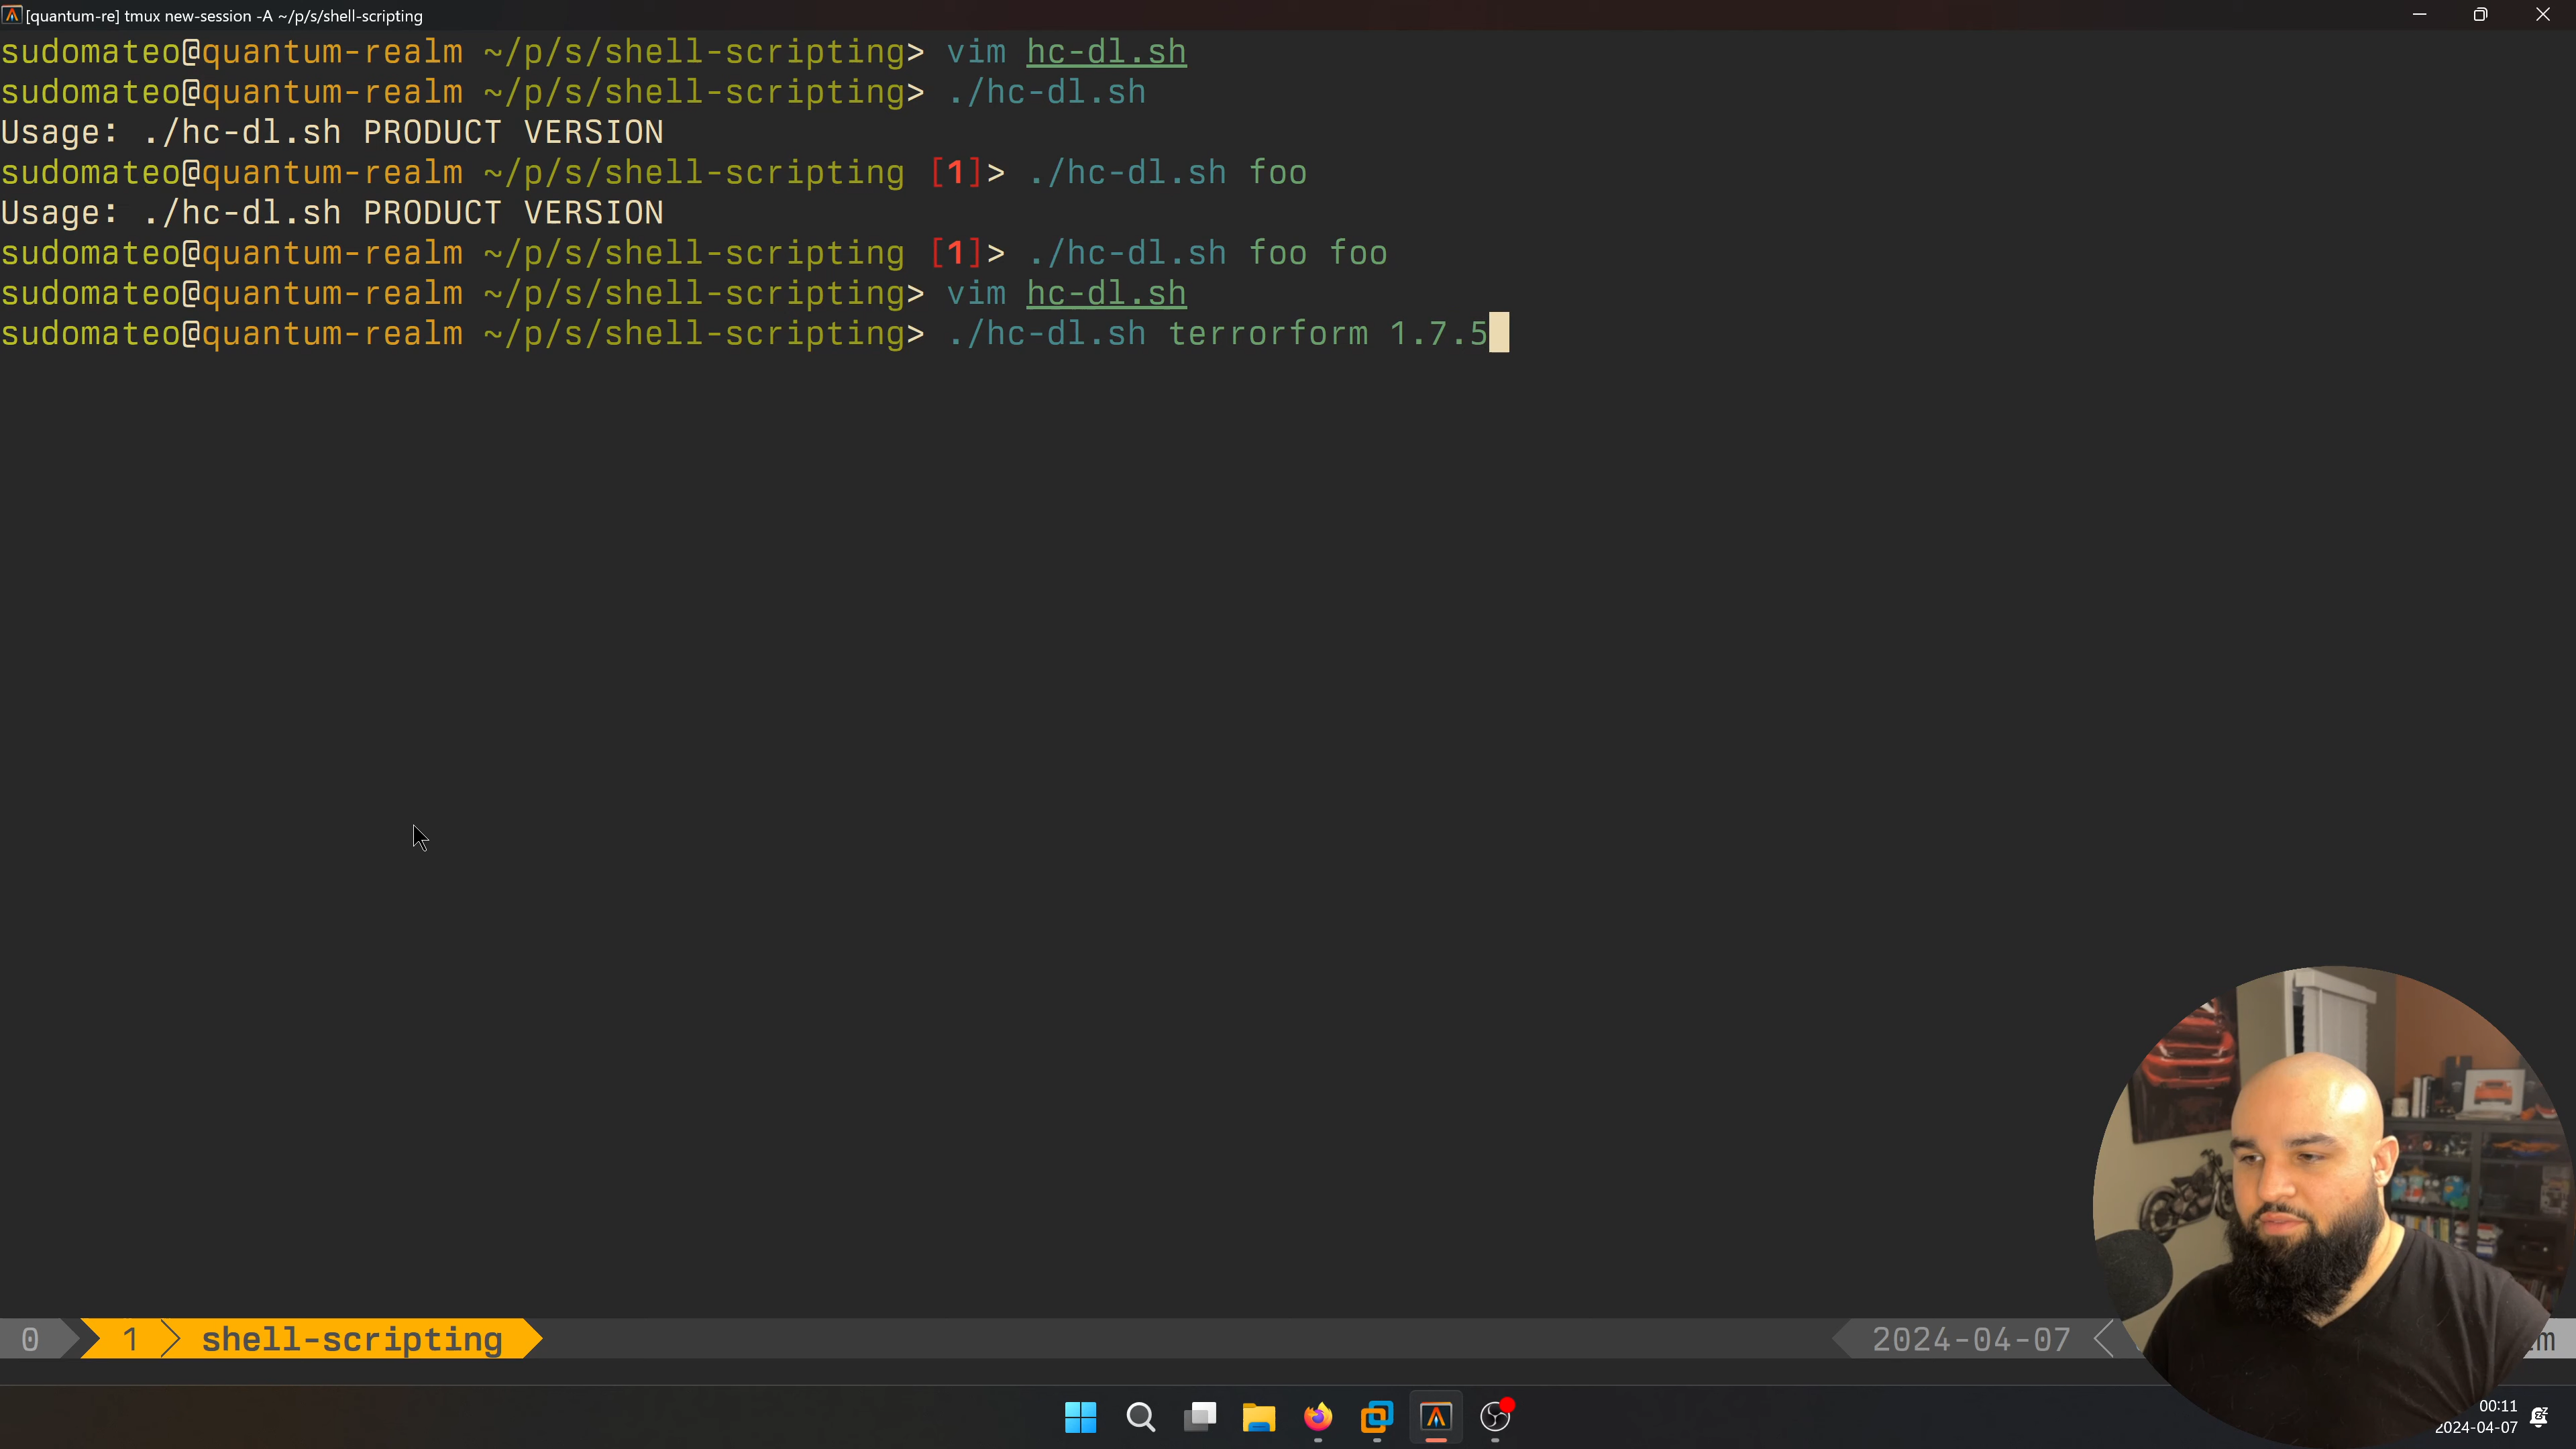 [quantum-re] tmux new-session -A ~/p/s/shell-scripting
sudomateo@quantum-realm ~/p/s/shell-scripting> vim hc-dl.sh
sudomateo@quantum-realm ~/p/s/shell-scripting> ./hc-dl.sh
Usage: ./hc-dl.sh PRODUCT VERSION
sudomateo@quantum-realm ~/p/s/shell-scripting [1]> ./hc-dl.sh foo
Usage: ./hc-dl.sh PRODUCT VERSION
sudomateo@quantum-realm ~/p/s/shell-scripting [1]> ./hc-dl.sh foo foo
sudomateo@quantum-realm ~/p/s/shell-scripting> vim hc-dl.sh
sudomateo@quantum-realm ~/p/s/shell-scripting> ./hc-dl.sh terrorform 1.7.5
0 1 shell-scripting 2024-04-07
00:11
2024-04-07